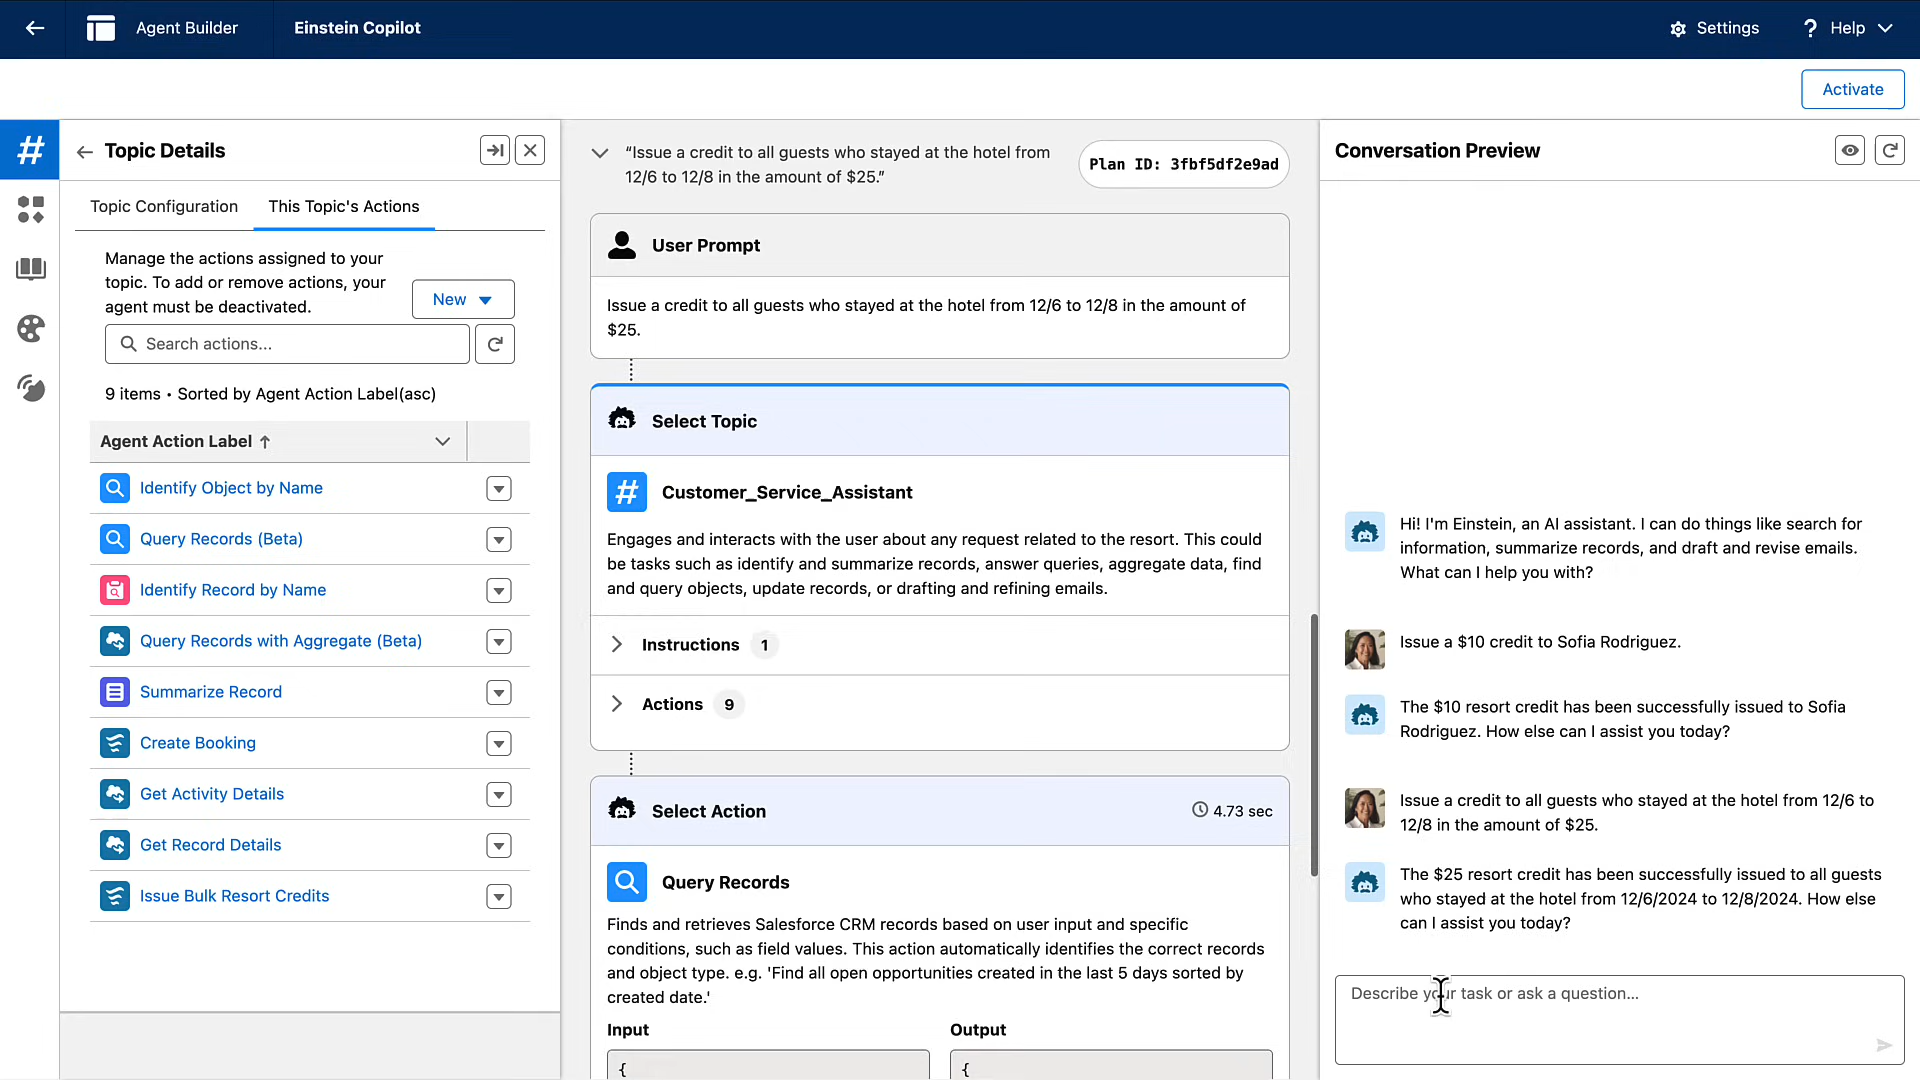 Agent Builder
Einstein Copilot
Settings
? Help
Activate
#
Topic Details
Topic Configuration
This Topic's Actions
Manage the actions assigned to your
topic. To add or remove actions, your
agent must be deactivated.
New
Search actions...
9 items • Sorted by Agent Action Label(asc)
Agent Action Label ↑
Identify Object by Name
Query Records (Beta)
Identify Record by Name
Query Records with Aggregate (Beta)
Summarize Record
Create Booking
Get Activity Details
Get Record Details
Issue Bulk Resort Credits
“Issue a credit to all guests who stayed at the hotel from
12/6 to 12/8 in the amount of $25.”
Plan ID: 3fbf5df2e9ad
User Prompt
Issue a credit to all guests who stayed at the hotel from 12/6 to 12/8 in the amount of
$25.
Select Topic
# Customer_Service_Assistant
Engages and interacts with the user about any request related to the resort. This could
be tasks such as identify and summarize records, answer queries, aggregate data, find
and query objects, update records, or drafting and refining emails.
Instructions 1
Actions 9
Select Action
4.73 sec
Query Records
Finds and retrieves Salesforce CRM records based on user input and specific
conditions, such as field values. This action automatically identifies the correct records
and object type. e.g. 'Find all open opportunities created in the last 5 days sorted by
created date.'
Input
Output
{
{
Conversation Preview
Hi! I'm Einstein, an AI assistant. I can do things like search for
information, summarize records, and draft and revise emails.
What can I help you with?
Issue a $10 credit to Sofia Rodriguez.
The $10 resort credit has been successfully issued to Sofia
Rodriguez. How else can I assist you today?
Issue a credit to all guests who stayed at the hotel from 12/6 to
12/8 in the amount of $25.
The $25 resort credit has been successfully issued to all guests
who stayed at the hotel from 12/6/2024 to 12/8/2024. How else
can I assist you today?
Describe your task or ask a question...